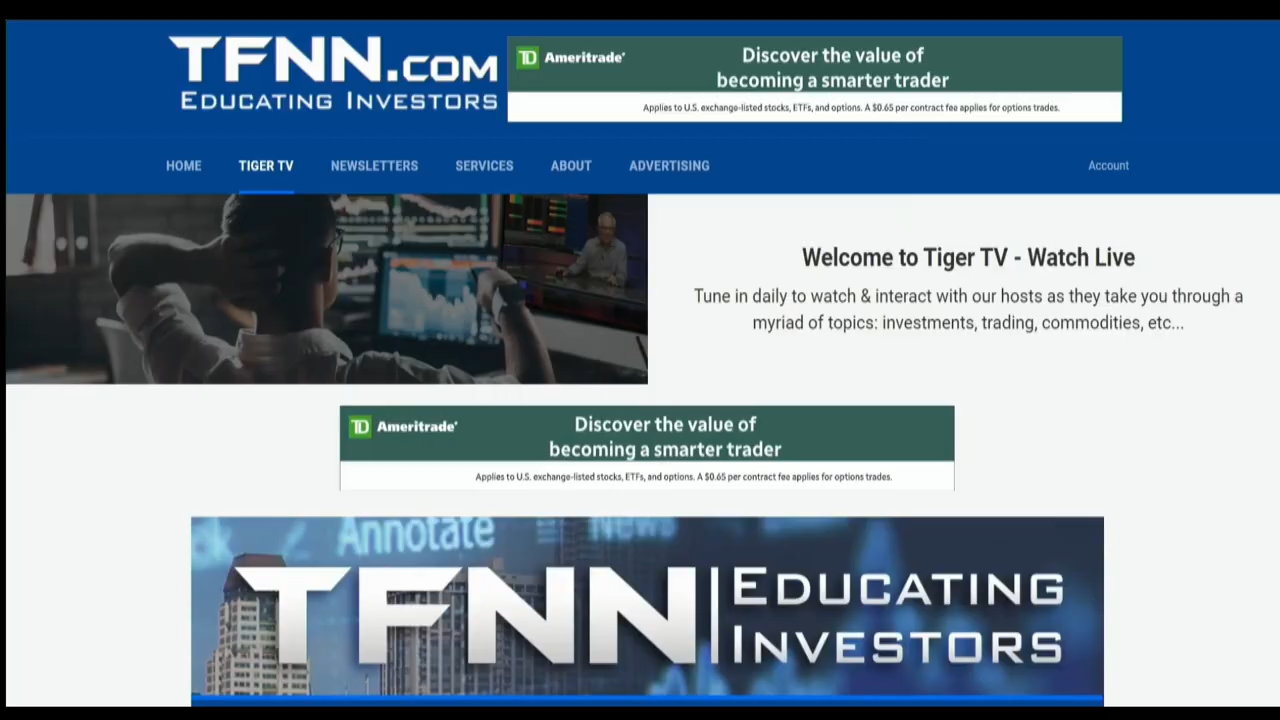 TFNN.COM
EDUCATING INVESTORS
TD Ameritrade
Discover the value of
becoming a smarter trader
Applies to U.S. exchange-listed stocks, ETFs, and options. A $0.65 per contract fee applies for options trades.
HOME TIGER TV NEWSLETTERS SERVICES ABOUT ADVERTISING Account
Welcome to Tiger TV - Watch Live
Tune in daily to watch & interact with our hosts as they take you through a
myriad of topics: investments, trading, commodities, etc...
TD Ameritrade
Discover the value of
becoming a smarter trader
Applies to U.S. exchange-listed stocks, ETFs, and options. A $0.65 per contract fee applies for options trades.
ck Annotate News
TFNN EDUCATING
INVESTORS